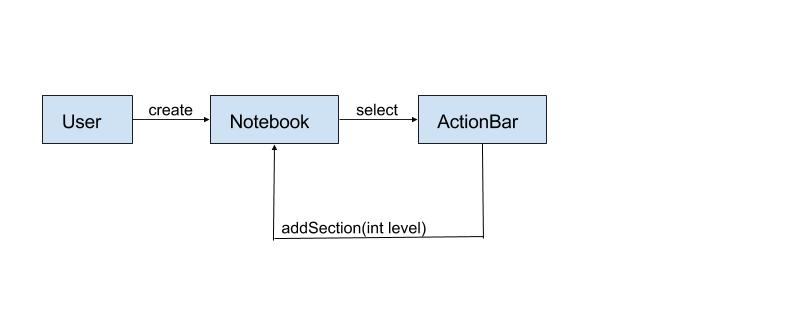 create
select
User
Notebook
ActionBar
addSection(int level)